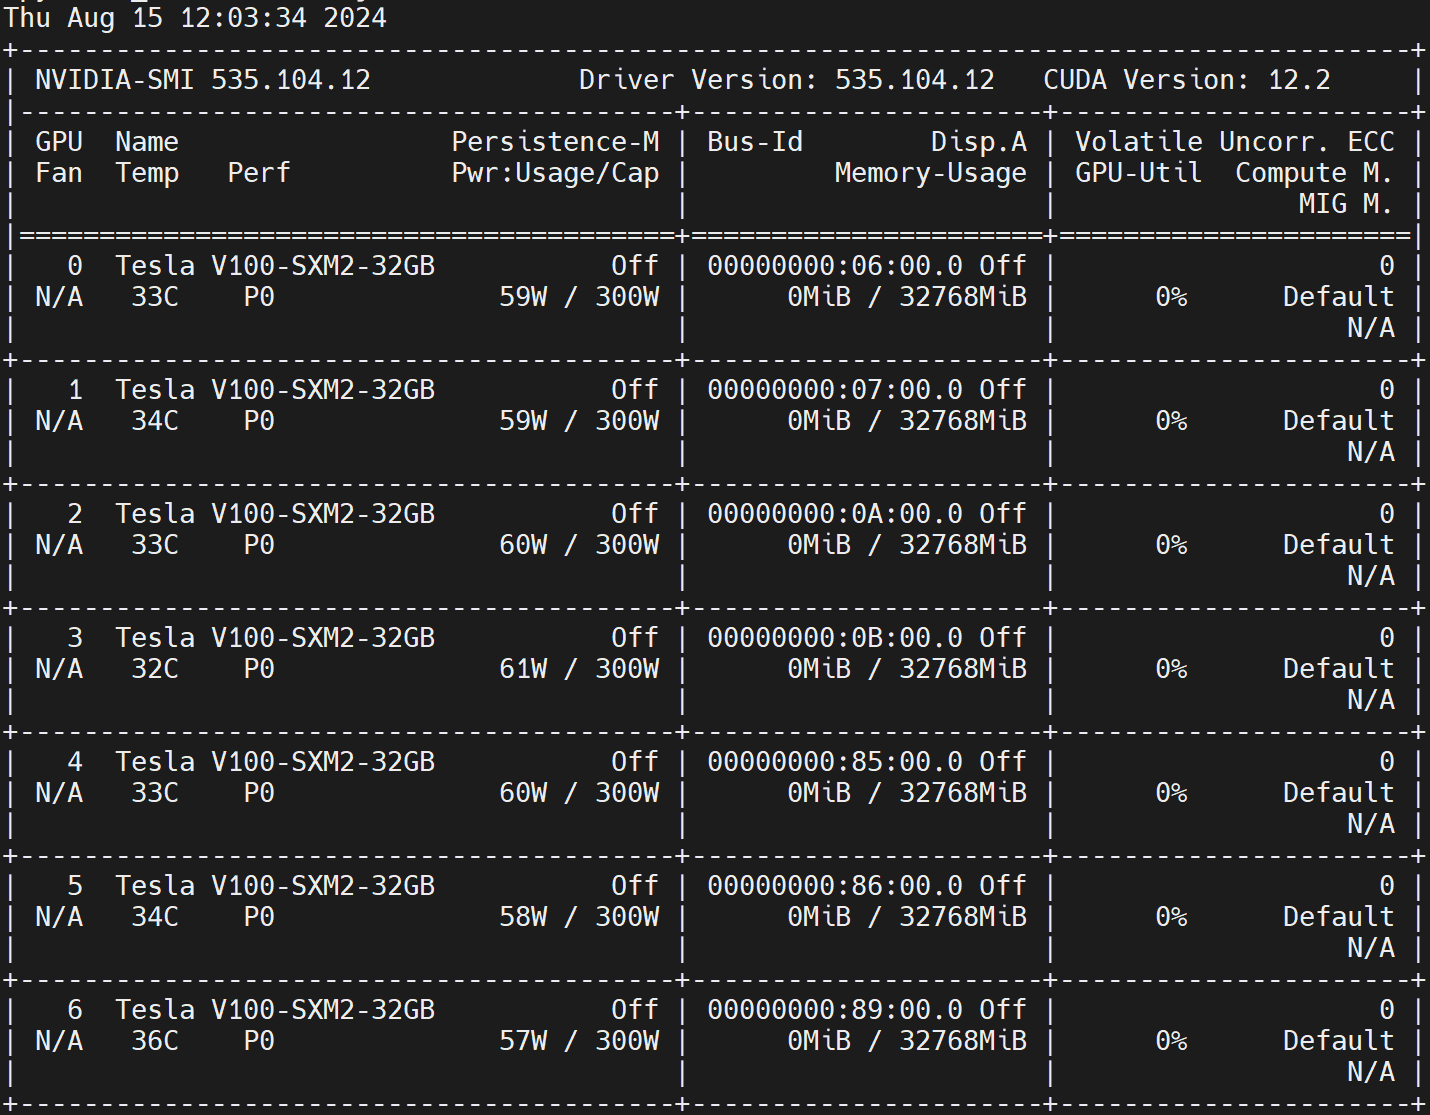 Thu Aug 15 12:03:34 2024
+---------------------------------------------------------------------------------------+
| NVIDIA-SMI 535.104.12             Driver Version: 535.104.12   CUDA Version: 12.2     |
|-----------------------------------------+----------------------+----------------------+
| GPU  Name                 Persistence-M | Bus-Id        Disp.A | Volatile Uncorr. ECC |
| Fan  Temp   Perf          Pwr:Usage/Cap |         Memory-Usage | GPU-Util  Compute M. |
|                                         |                      |               MIG M. |
|=========================================+======================+======================|
|   0  Tesla V100-SXM2-32GB           Off | 00000000:06:00.0 Off |                    0 |
| N/A   33C    P0              59W / 300W |      0MiB / 32768MiB |      0%      Default |
|                                         |                      |                  N/A |
+-----------------------------------------+----------------------+----------------------+
|   1  Tesla V100-SXM2-32GB           Off | 00000000:07:00.0 Off |                    0 |
| N/A   34C    P0              59W / 300W |      0MiB / 32768MiB |      0%      Default |
|                                         |                      |                  N/A |
+-----------------------------------------+----------------------+----------------------+
|   2  Tesla V100-SXM2-32GB           Off | 00000000:0A:00.0 Off |                    0 |
| N/A   33C    P0              60W / 300W |      0MiB / 32768MiB |      0%      Default |
|                                         |                      |                  N/A |
+-----------------------------------------+----------------------+----------------------+
|   3  Tesla V100-SXM2-32GB           Off | 00000000:0B:00.0 Off |                    0 |
| N/A   32C    P0              61W / 300W |      0MiB / 32768MiB |      0%      Default |
|                                         |                      |                  N/A |
+-----------------------------------------+----------------------+----------------------+
|   4  Tesla V100-SXM2-32GB           Off | 00000000:85:00.0 Off |                    0 |
| N/A   33C    P0              60W / 300W |      0MiB / 32768MiB |      0%      Default |
|                                         |                      |                  N/A |
+-----------------------------------------+----------------------+----------------------+
|   5  Tesla V100-SXM2-32GB           Off | 00000000:86:00.0 Off |                    0 |
| N/A   34C    P0              58W / 300W |      0MiB / 32768MiB |      0%      Default |
|                                         |                      |                  N/A |
+-----------------------------------------+----------------------+----------------------+
|   6  Tesla V100-SXM2-32GB           Off | 00000000:89:00.0 Off |                    0 |
| N/A   36C    P0              57W / 300W |      0MiB / 32768MiB |      0%      Default |
|                                         |                      |                  N/A |
+-----------------------------------------+----------------------+----------------------+